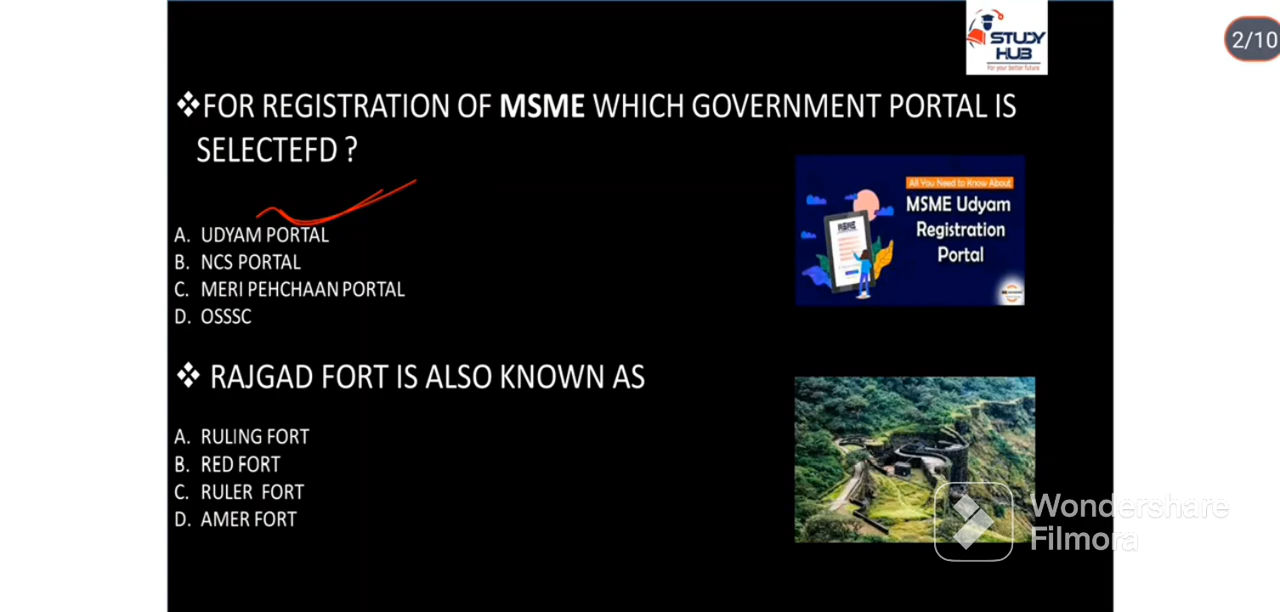 STUDY
HUB
For your better future
2/10
❖FOR REGISTRATION OF MSME WHICH GOVERNMENT PORTAL IS
SELECTEFD ?
All You Need to Know About
MSME Udyam
Registration
Portal
MSME
A. UDYAM PORTAL
B. NCS PORTAL
C. MERI PEHCHAAN PORTAL
D. OSSSC
❖ RAJGAD FORT IS ALSO KNOWN AS
A. RULING FORT
B. RED FORT
C. RULER FORT
D. AMER FORT
Wondershare
Filmora